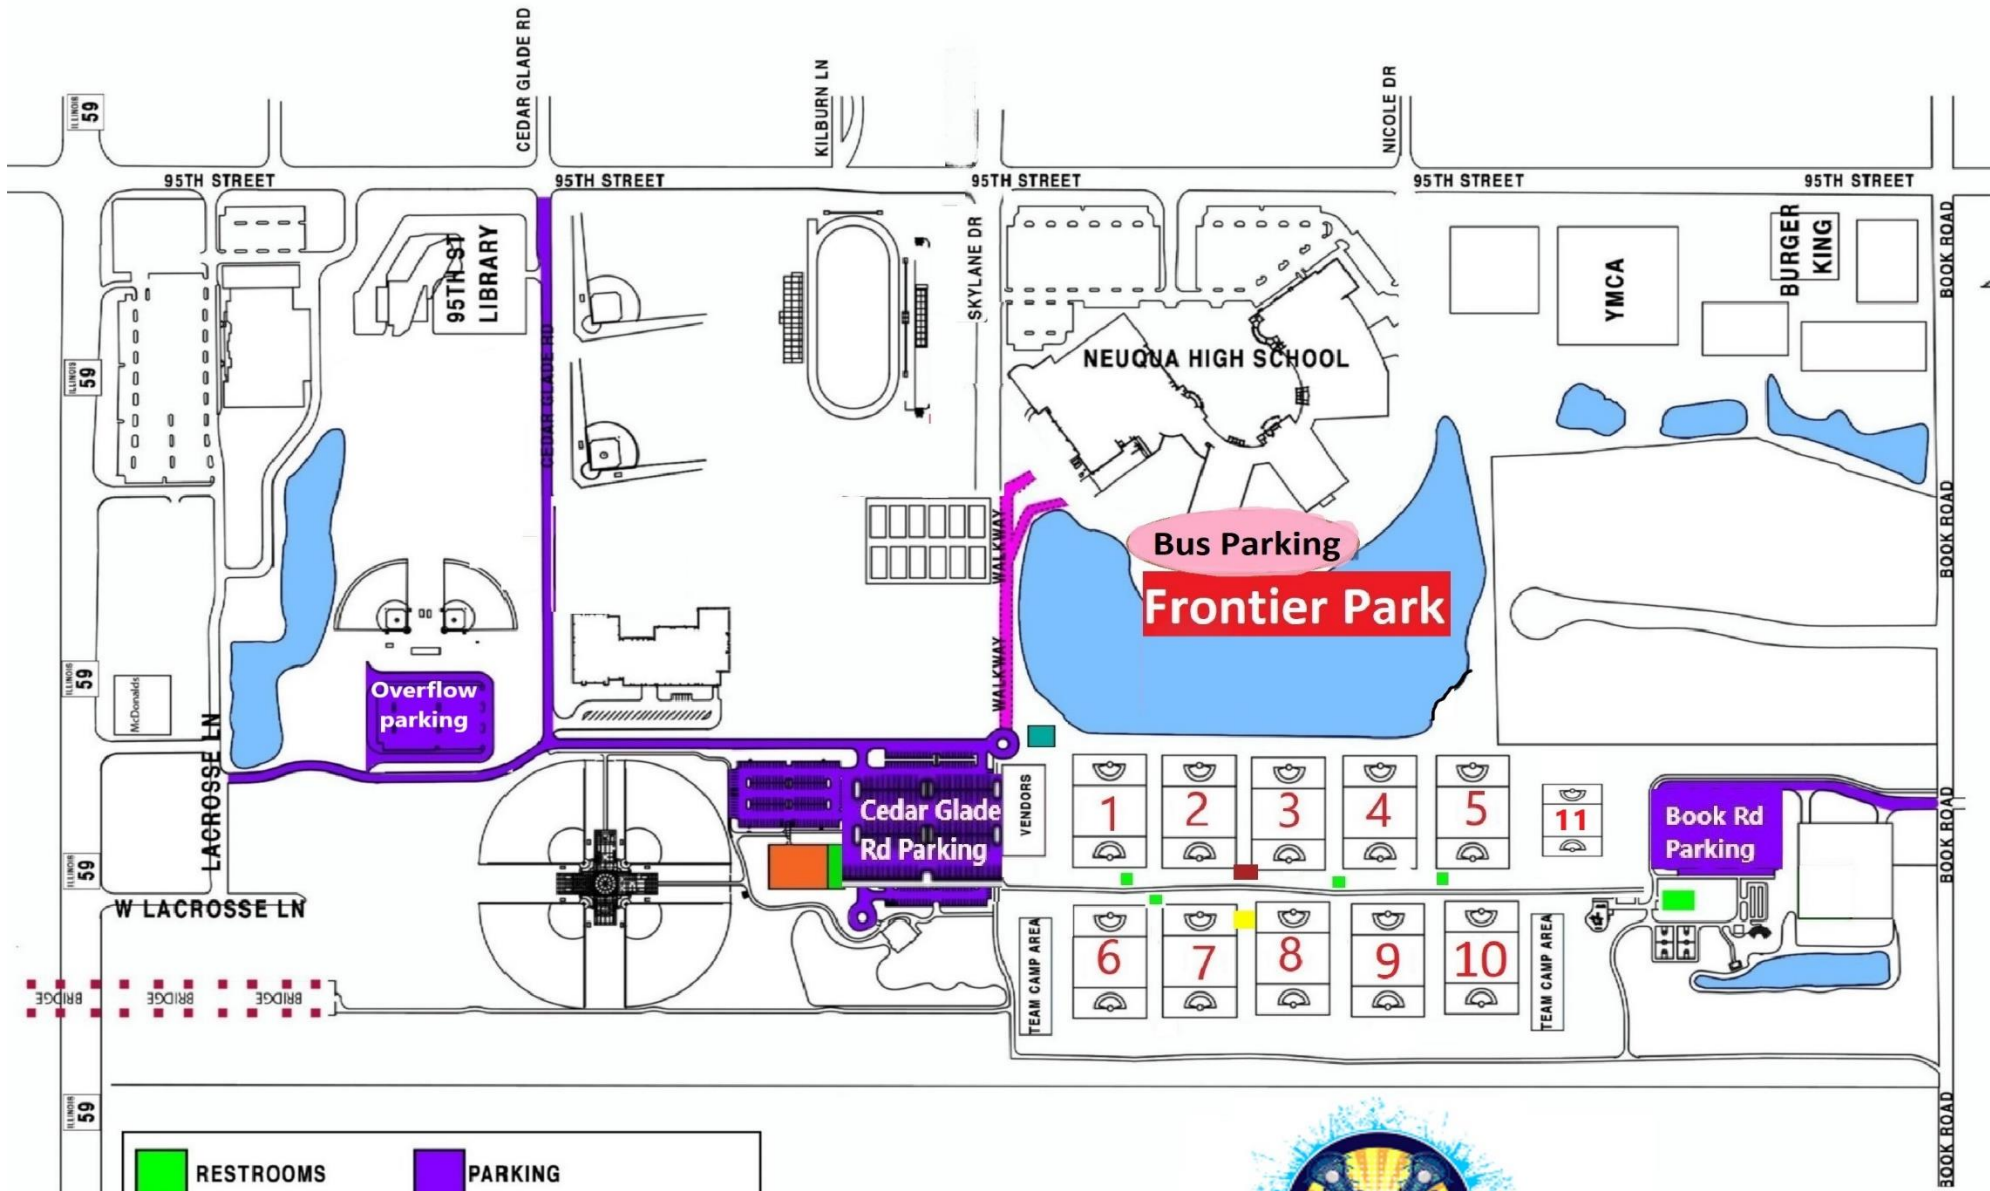 CEDAR GLADE RD
KILBURN LN
NICOLE DR
ILLINOIS
59
95TH STREET
95TH STREET
95TH STREET
95TH STREET
95TH STREET
95TH ST
LIBRARY
SKYLANE DR
BURGER
KING
YMCA
BOOK ROAD
ILLINOIS
59
CEDAR GLADE RD
NEUQUA HIGH SCHOOL
WALKWAY
Bus Parking
BOOK ROAD
Frontier Park
ILLINOIS
59
McDonalds
Overflow
parking
WALKWAY
LACROSSE LN
Cedar Glade
Rd Parking
VENDORS
1
2
3
4
5
11
Book Rd
Parking
BOOK ROAD
ILLINOIS
59
W LACROSSE LN
TEAM CAMP AREA
6
7
8
9
10
TEAM CAMP AREA
BRIDGE
BRIDGE
BRIDGE
ILLINOIS
59
BOOK ROAD
RESTROOMS
PARKING